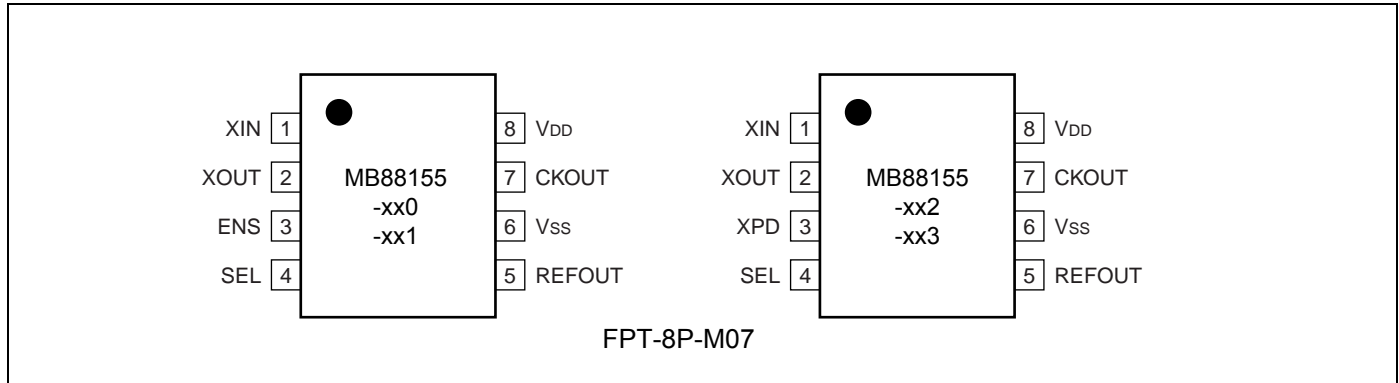 XIN 1 8 VDD XIN 1 8 VDD
XOUT 2 MB88155 7 CKOUT XOUT 2 MB88155 7 CKOUT
-xx0 -xx2
ENS 3 -xx1 6 Vss XPD 3 -xx3 6 Vss
SEL 4 5 REFOUT SEL 4 5 REFOUT
FPT-8P-M07